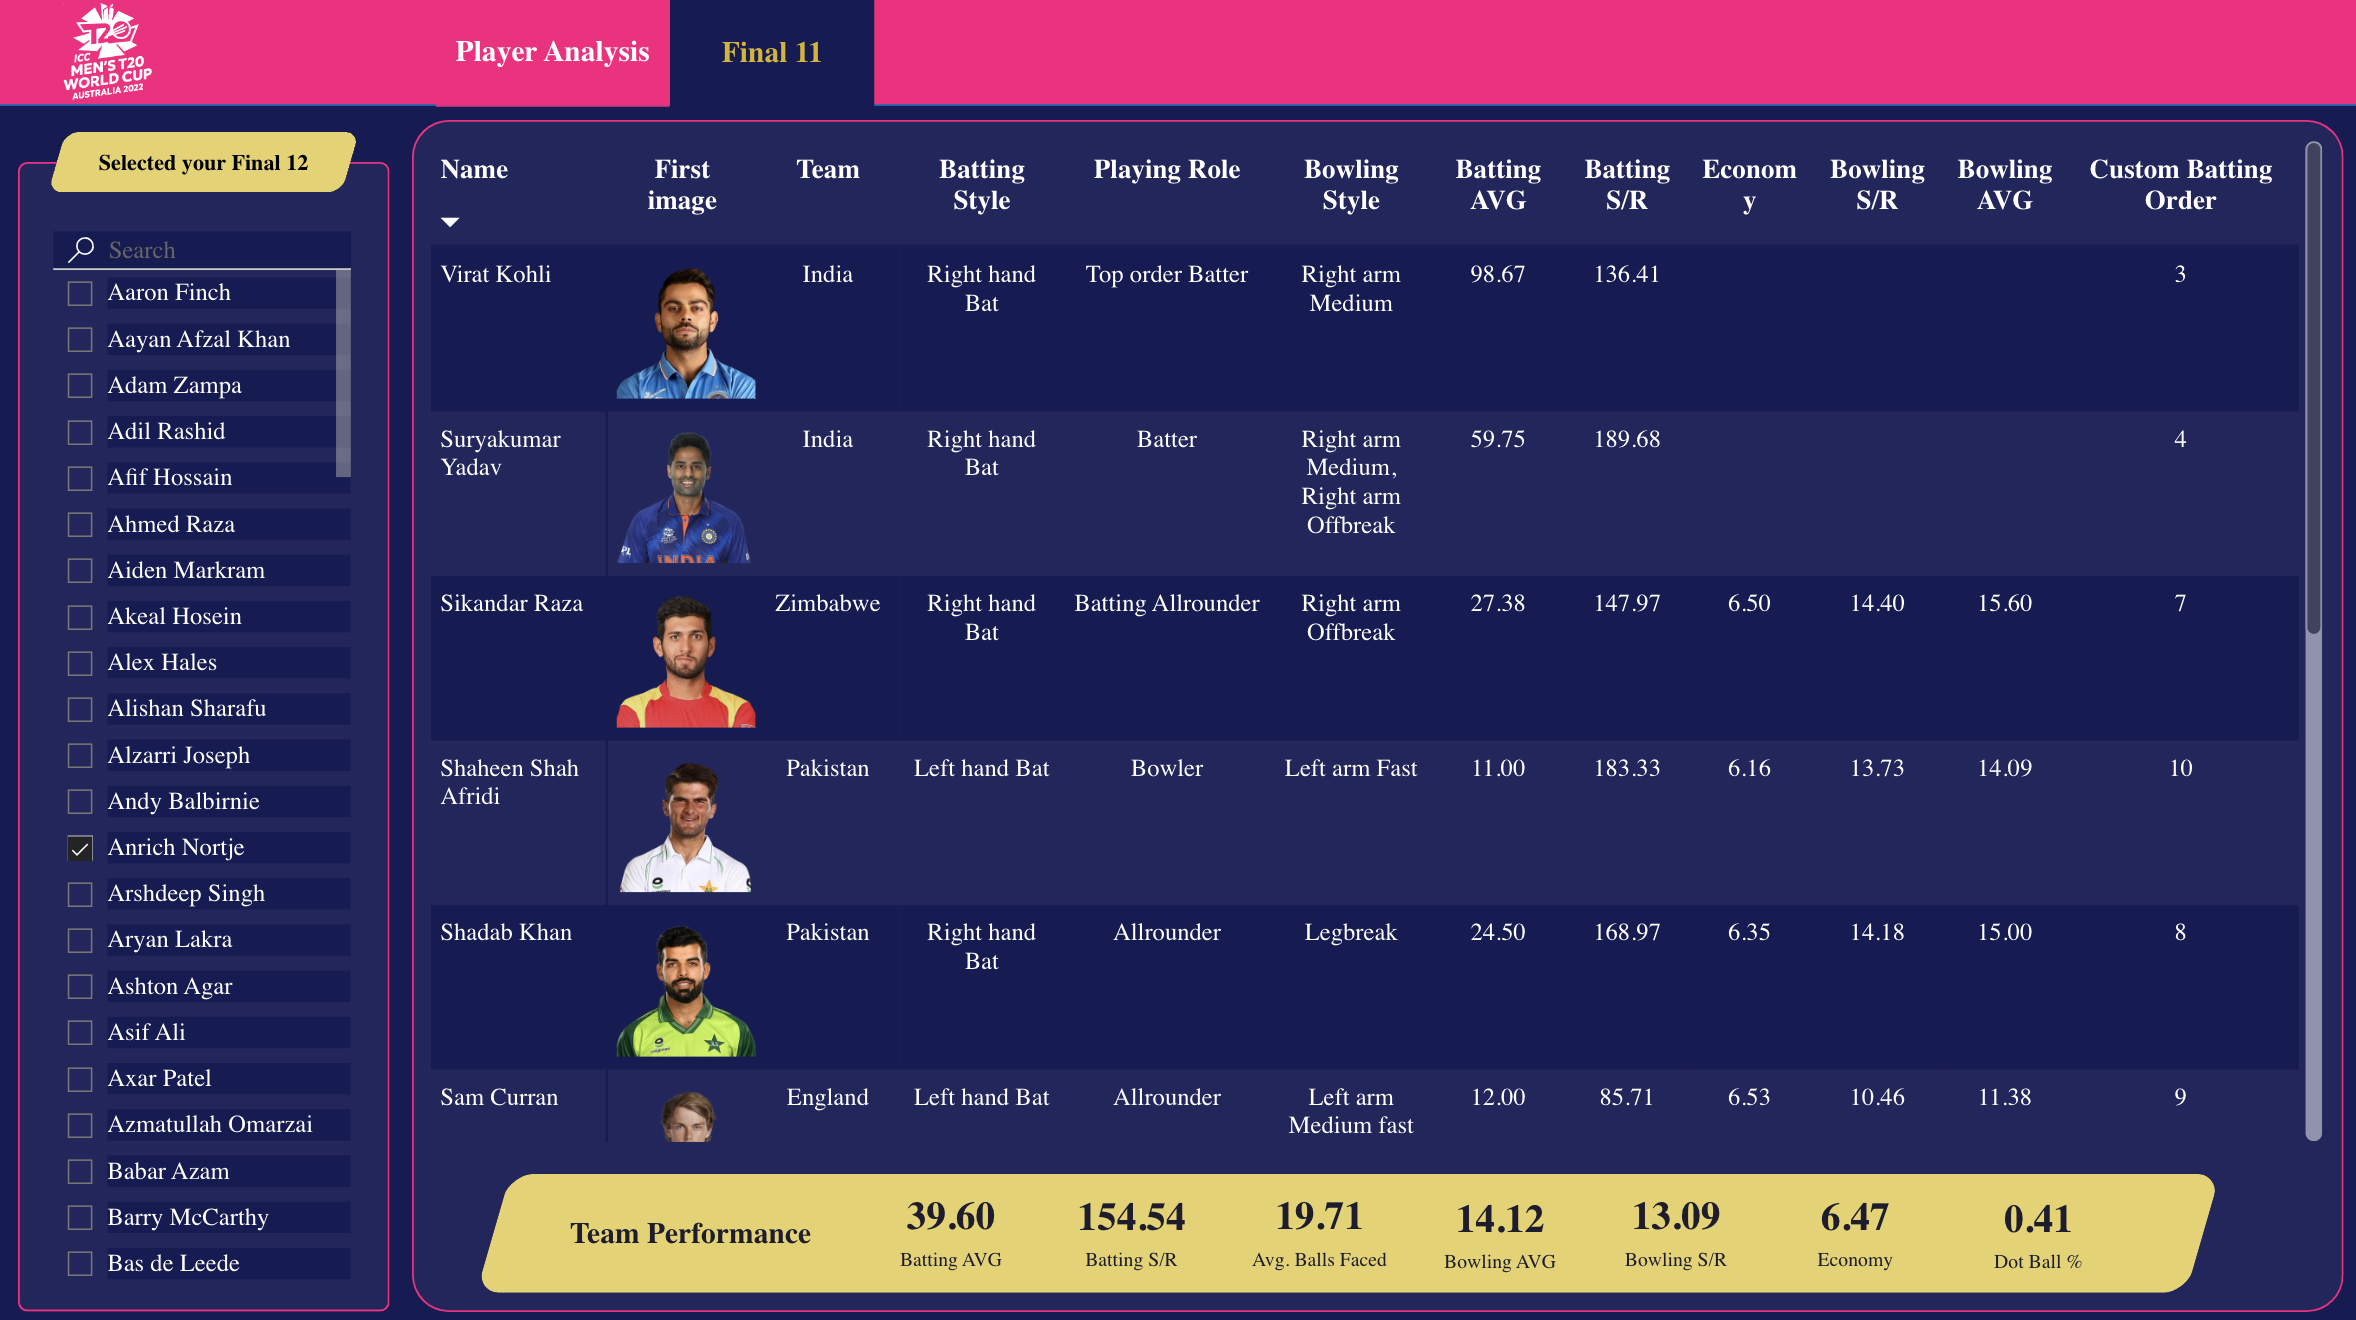 T20
ICC
MEN'S T20
WORLD CUP
AUSTRALIA 2022
Player Analysis
Final 11
Selected your Final 12
Search
Aaron Finch
Aayan Afzal Khan
Adam Zampa
Adil Rashid
Afif Hossain
Ahmed Raza
Aiden Markram
Akeal Hosein
Alex Hales
Alishan Sharafu
Alzarri Joseph
Andy Balbirnie
Anrich Nortje
Arshdeep Singh
Aryan Lakra
Ashton Agar
Asif Ali
Axar Patel
Azmatullah Omarzai
Babar Azam
Barry McCarthy
Bas de Leede
Name First Team Batting Playing Role Bowling Batting Batting Econom Bowling Bowling Custom Batting
image Style Style AVG S/R y S/R AVG Order
Virat Kohli India Right hand Top order Batter Right arm 98.67 136.41 3
Bat Medium
Suryakumar India Right hand Batter Right arm 59.75 189.68 4
Yadav Bat Medium,
Right arm
Offbreak
PL INDIA
Sikandar Raza Zimbabwe Right hand Batting Allrounder Right arm 27.38 147.97 6.50 14.40 15.60 7
Bat Offbreak
Shaheen Shah Pakistan Left hand Bat Bowler Left arm Fast 11.00 183.33 6.16 13.73 14.09 10
Afridi
Shadab Khan Pakistan Right hand Allrounder Legbreak 24.50 168.97 6.35 14.18 15.00 8
Bat
Sam Curran England Left hand Bat Allrounder Left arm 12.00 85.71 6.53 10.46 11.38 9
Medium fast
Team Performance
39.60 154.54 19.71 14.12 13.09 6.47 0.41
Batting AVG Batting S/R Avg. Balls Faced Bowling AVG Bowling S/R Economy Dot Ball %